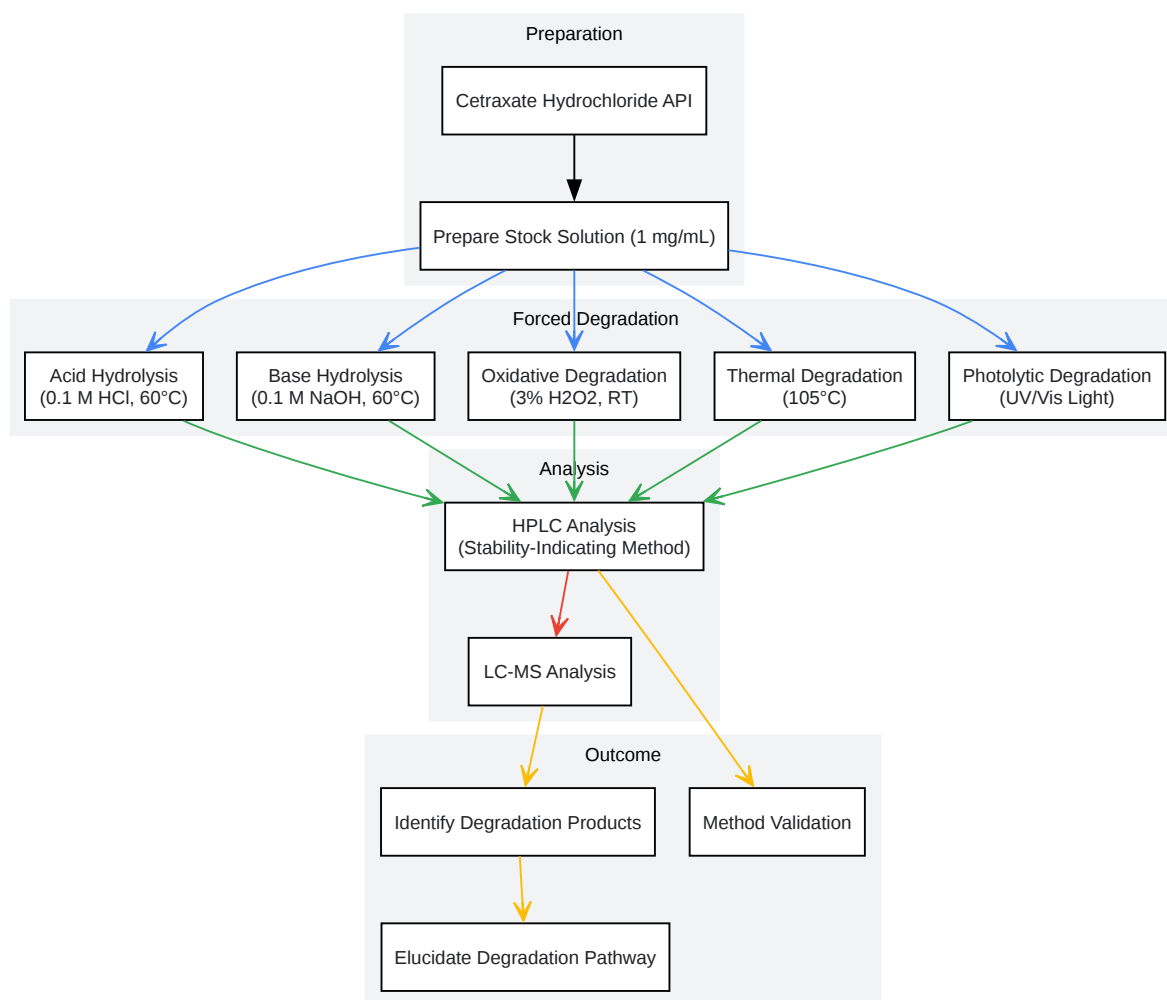 Preparation
Cetraxate Hydrochloride API
Prepare Stock Solution (1 mg/mL)
Forced Degradation
Acid Hydrolysis
(0.1 M HCl, 60°C)
Base Hydrolysis
(0.1 M NaOH, 60°C)
Oxidative Degradation
(3% H2O2, RT)
Thermal Degradation
(105°C)
Photolytic Degradation
(UV/Vis Light)
Analysis
HPLC Analysis
(Stability-Indicating Method)
LC-MS Analysis
Outcome
Identify Degradation Products
Method Validation
Elucidate Degradation Pathway